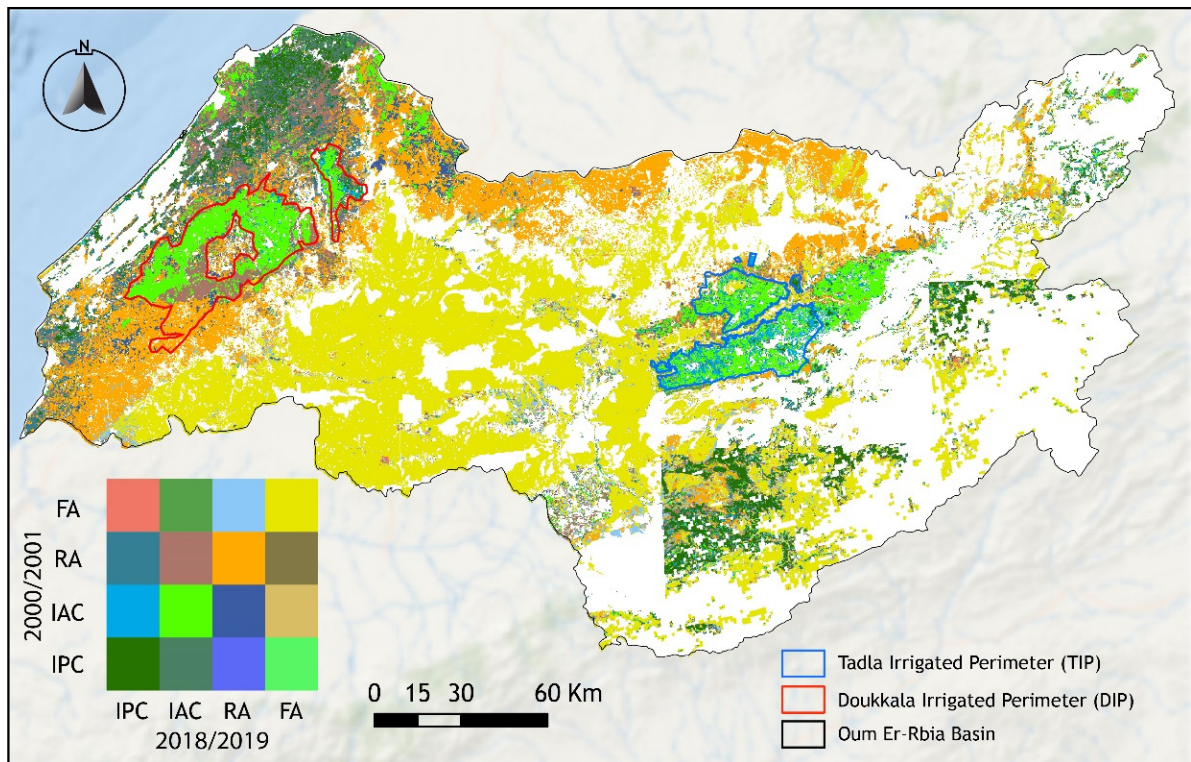 N
FA
RA
IAC
IPC
2000/2001
IPC IAC RA FA
2018/2019
0 15 30 60 Km
Tadla Irrigated Perimeter (TIP)
Doukkala Irrigated Perimeter (DIP)
Oum Er-Rbia Basin